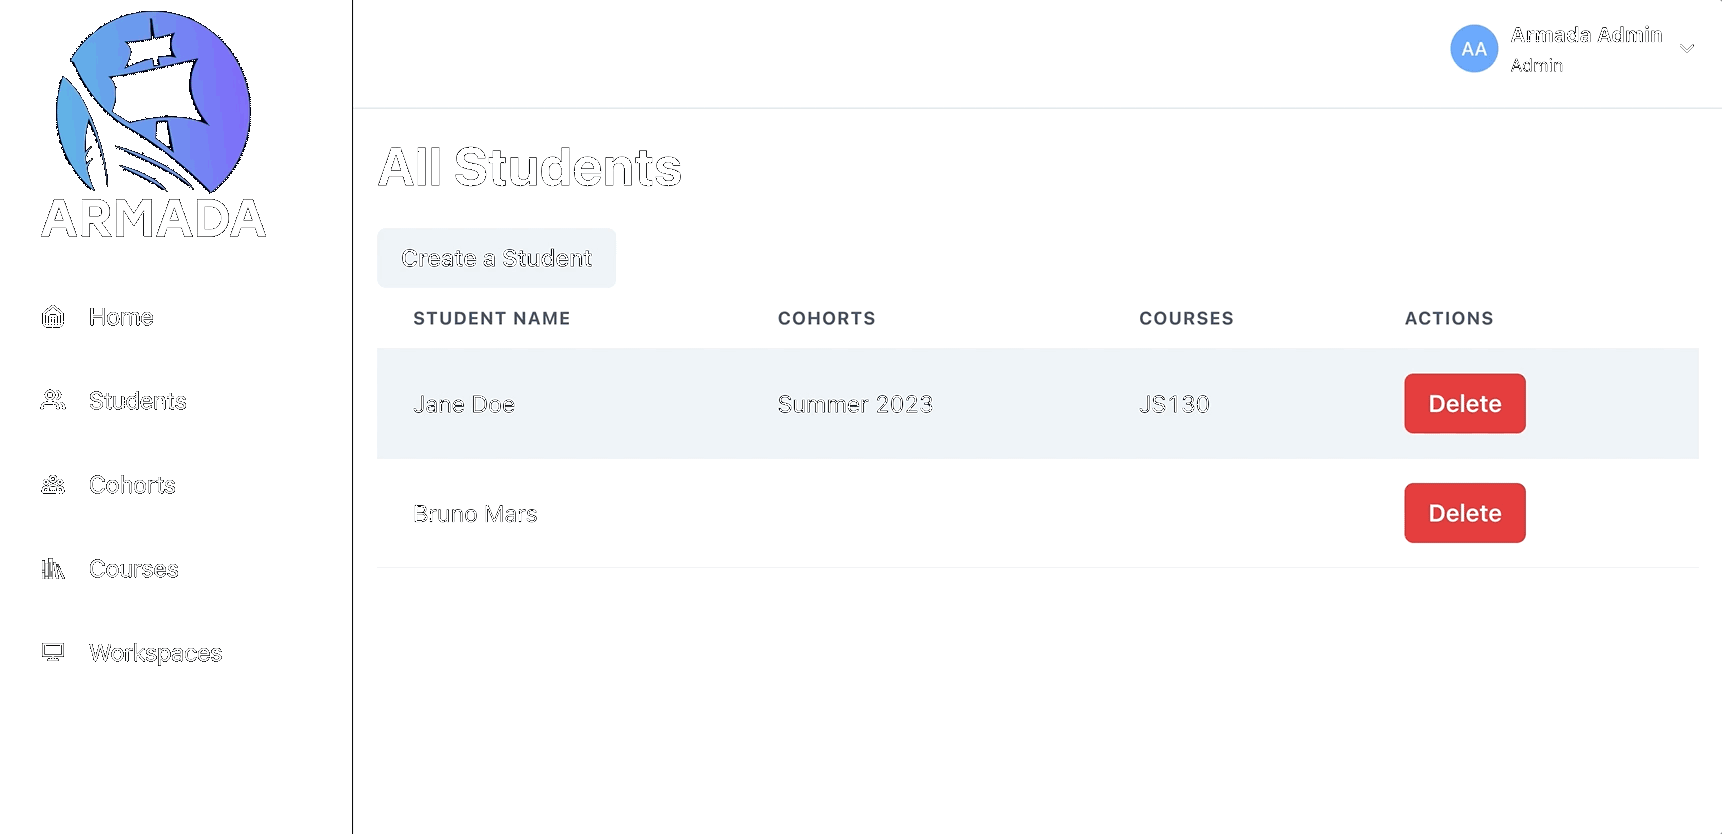 ARMADA
Home
Students
Cohorts
Courses
Workspaces
AA
Armada Admin
Admin
All Students
Create a Student
STUDENT NAME COHORTS COURSES ACTIONS
Jane Doe Summer 2023 JS130 Delete
Bruno Mars Delete